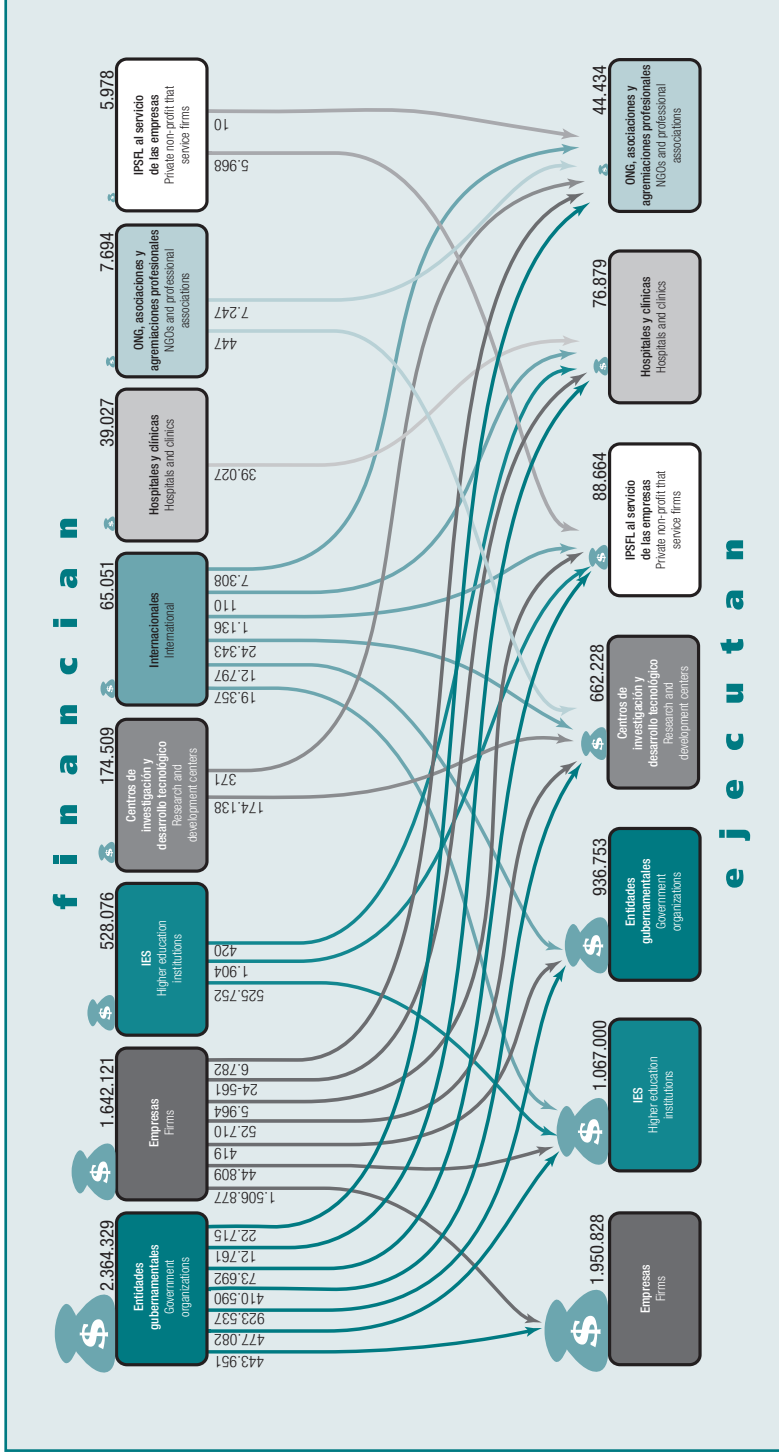 financian
2.364.329
Entidades
gubernamentales
Government
organizations
1.642.121
Empresas
Firms
528.076
IES
Higher education
institutions
174.509
Centros de
investigación y
desarrollo tecnológico
Research and
development centers
65.051
Internacionales
International
39.027
Hospitales y clínicas
Hospitals and clinics
7.694
ONG, asociaciones y
agremiaciones profesionales
NGOs and professional
associations
5.978
IPSFL al servicio
de las empresas
Private non-profit that
service firms
443.951
477.082
923.537
410.590
73.692
12.761
22.715
1.506.877
44.809
419
52.710
5.964
24-561
6.782
525.752
1.904
420
174.138
371
19.357
12.797
24.343
1.136
110
7.308
39.027
447
7.247
5.968
10
$
$
$
$
$
1.950.828
Empresas
Firms
1.067.000
IES
Higher education
institutions
936.753
Entidades
gubernamentales
Government
organizations
662.228
Centros de
investigación y
desarrollo tecnológico
Research and
development centers
88.664
IPSFL al servicio
de las empresas
Private non-profit that
service firms
76.879
Hospitales y clínicas
Hospitals and clinics
44.434
ONG, asociaciones y
agremiaciones profesionales
NGOs and professional
associations
$
$
$
$
$
$
ejecutan